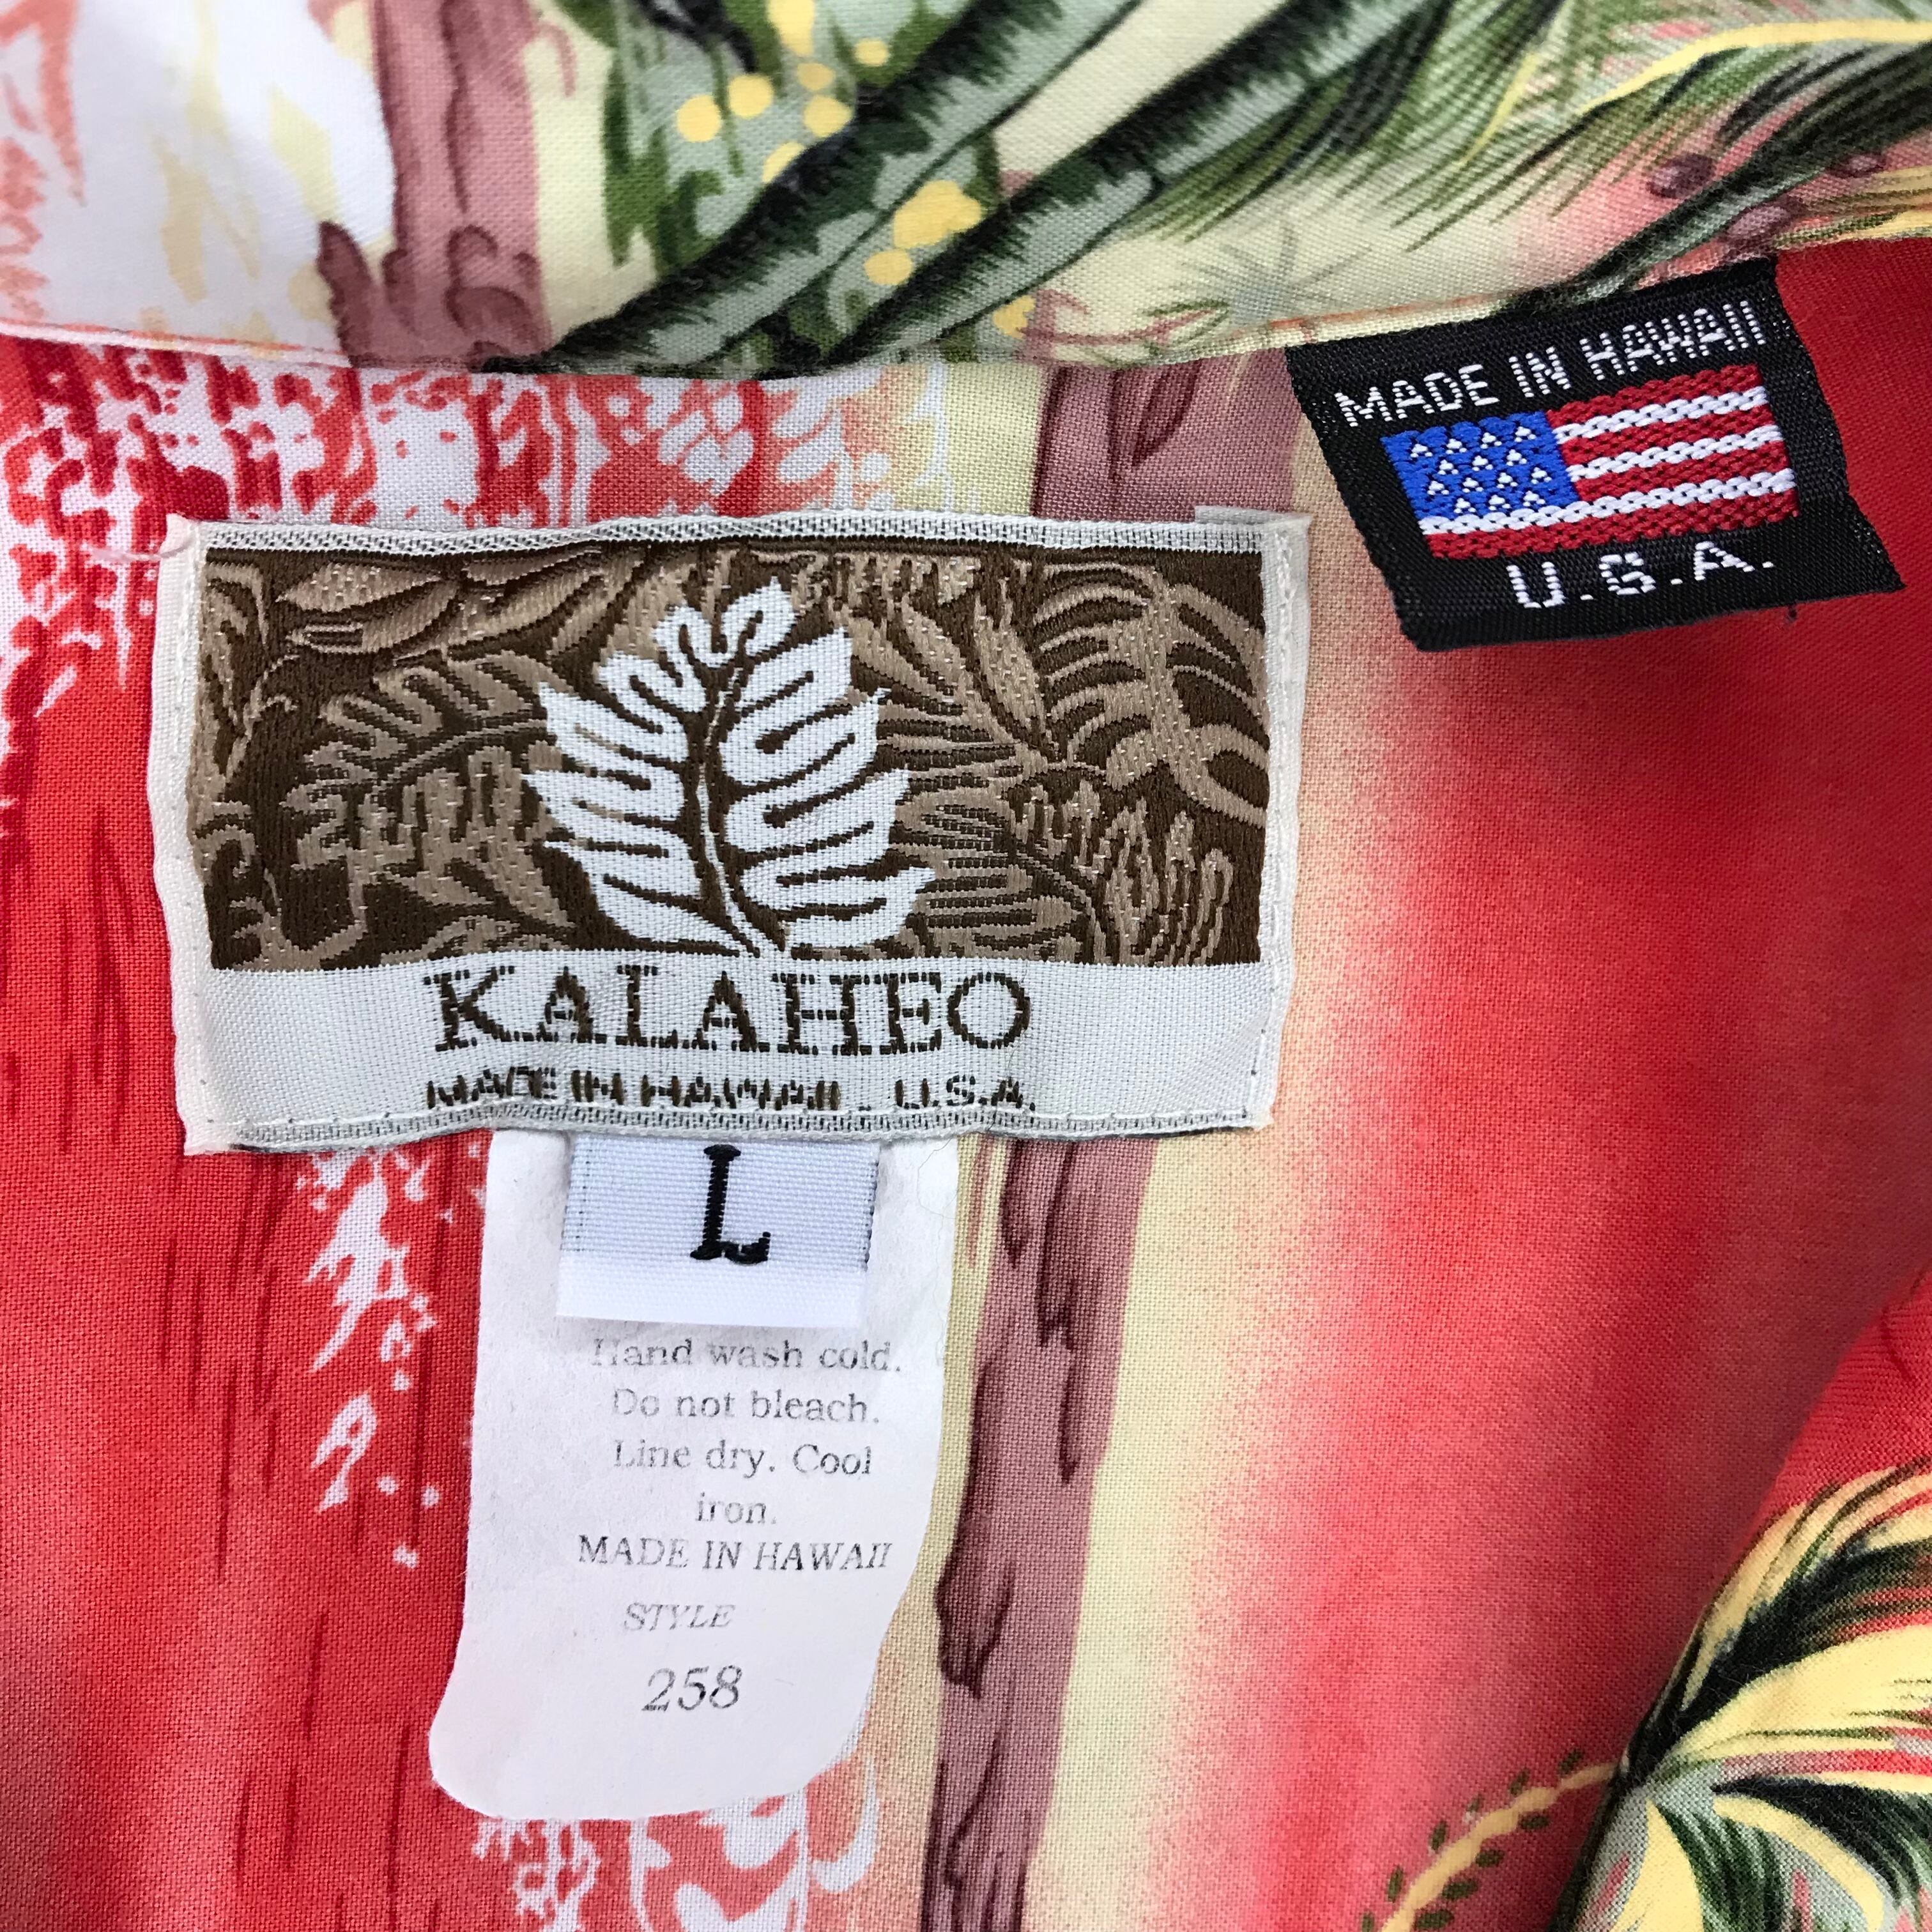 MADE IN HAWAII
U.S.A.
KALAHEO
MADE IN HAWAII. U.S.A.
L
Hand wash cold.
Do not bleach.
Line dry. Cool
iron.
MADE IN HAWAII
STYLE
258